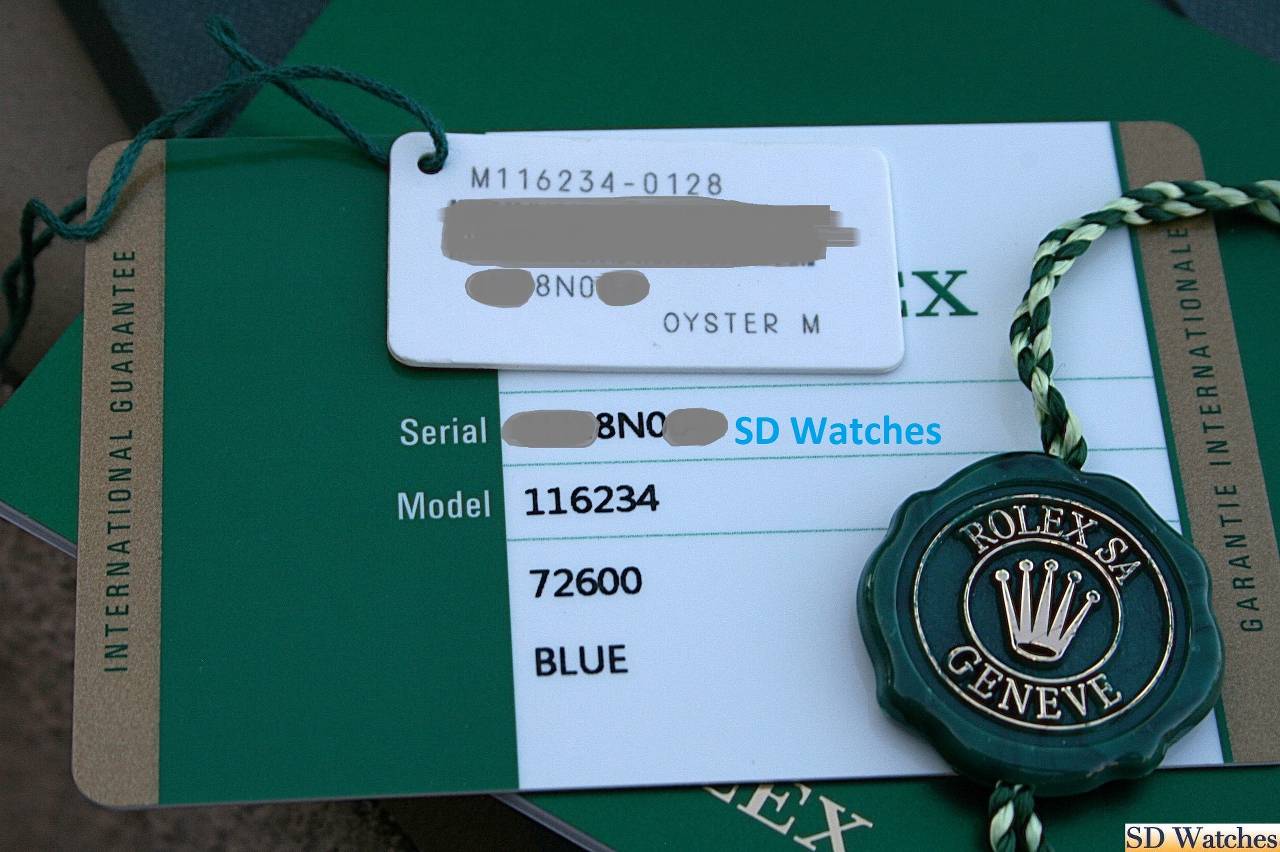 M116234-0128
8N0
OYSTER M
EX
INTERNATIONAL GUARANTEE
Serial 8N0 SD Watches
Model 116234
72600
BLUE
ROLEX SA
GENEVE
GARANTIE INTERNATIONALE
LEX
SD Watches